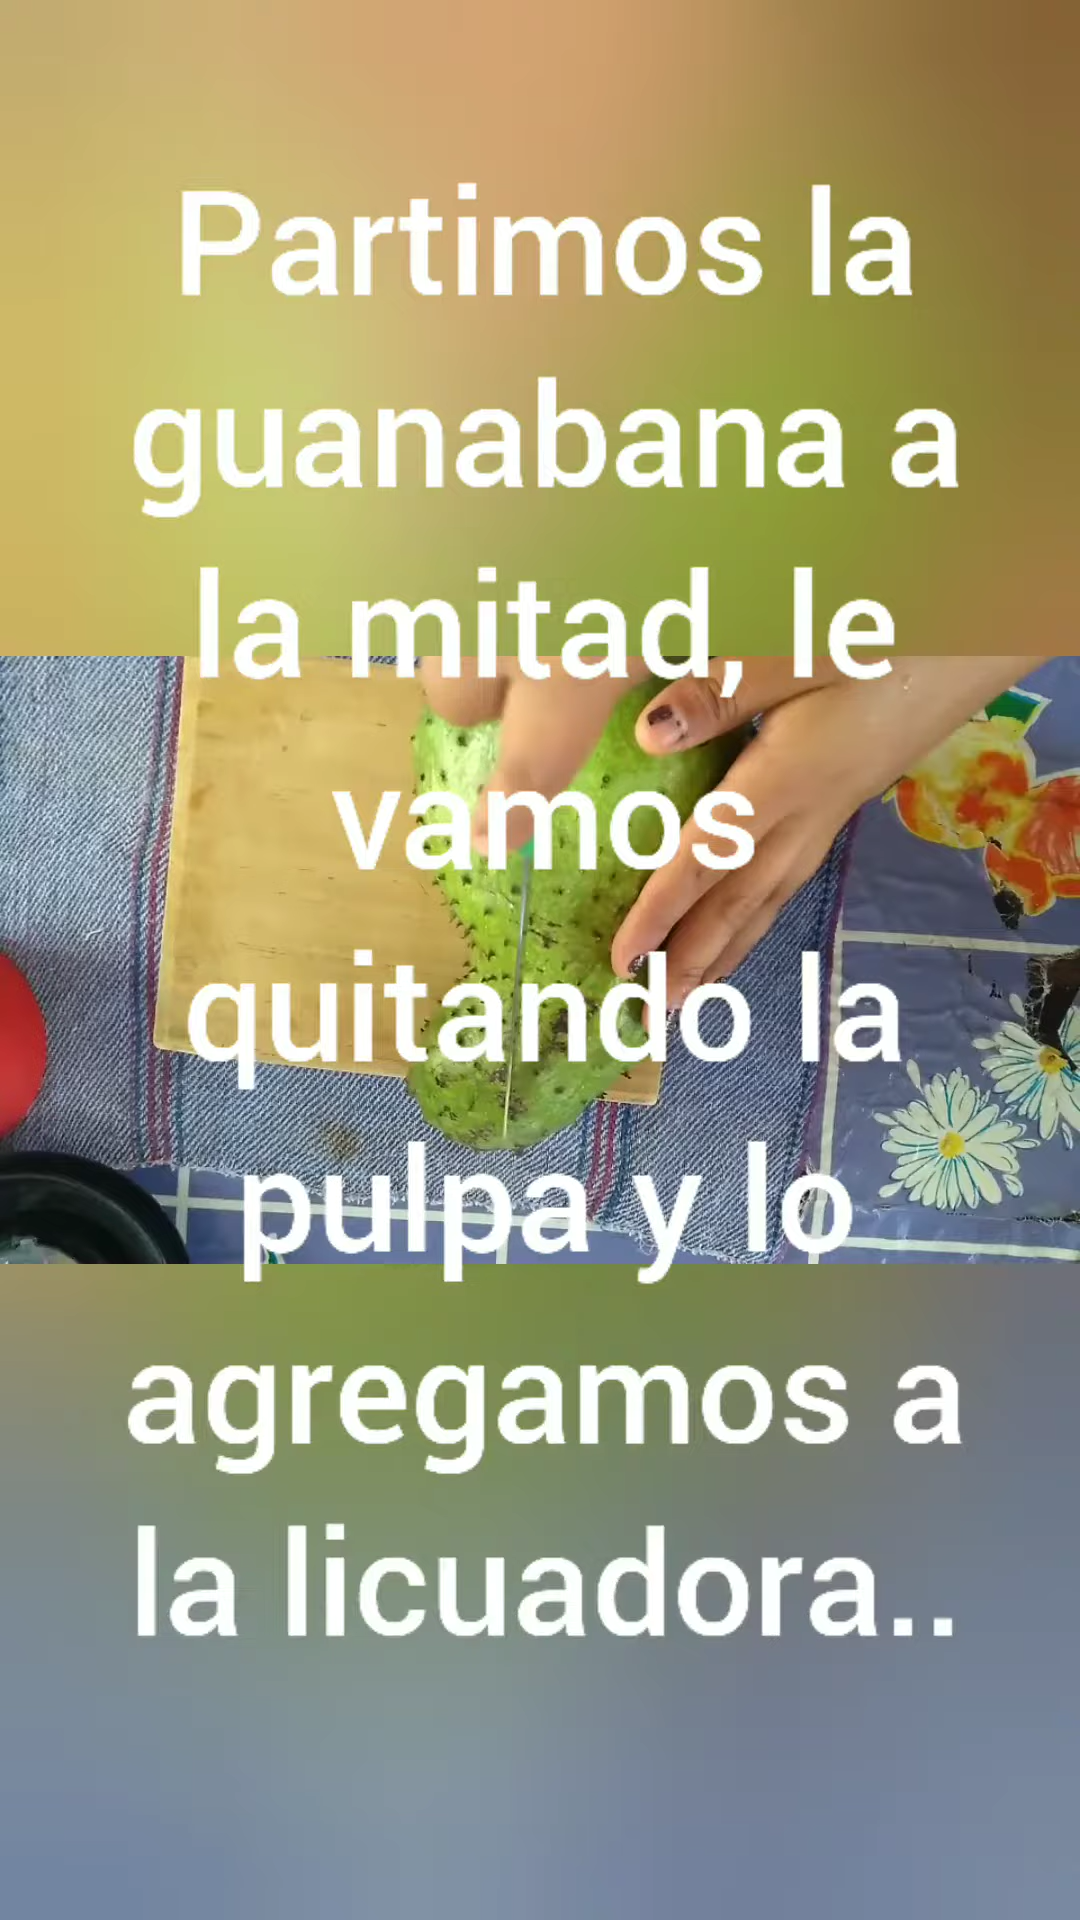 Partimos la
guanabana a
la mitad, le
vamos
quitando la
pulpa y lo
agregamos a
la licuadora..